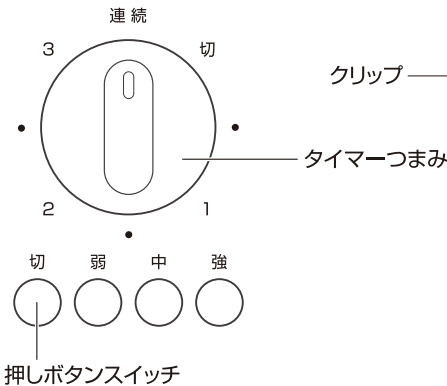 連続
3
切
クリップ
タイマーつまみ
2
1
切 弱 中 強
押しボタンスイッチ